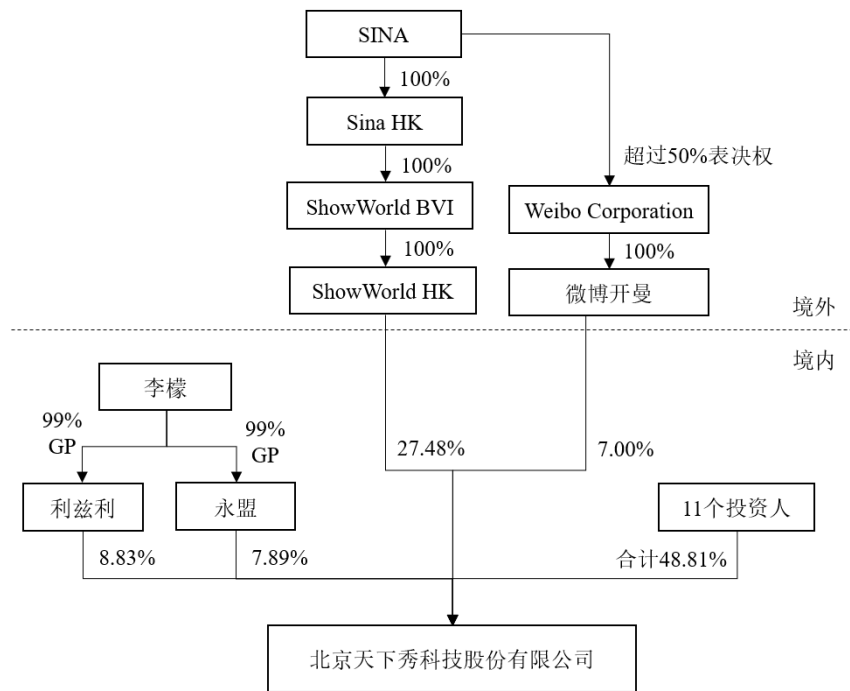 SINA
100%
Sina HK
100%
超过50%表决权
ShowWorld BVI
Weibo Corporation
100%
100%
ShowWorld HK
微博开曼
境外
境内
李檬
99%
GP
99%
GP
27.48%
7.00%
利兹利
永盟
11个投资人
8.83%
7.89%
合计48.81%
北京天下秀科技股份有限公司